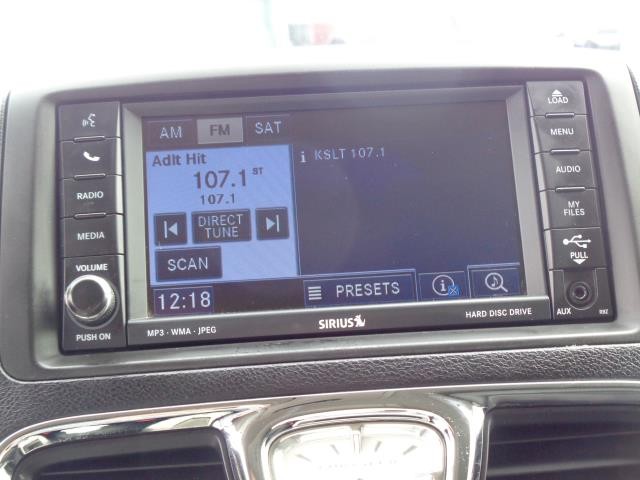 LOAD
AM FM SAT
MENU
Adlt Hit
i KSLT 107.1
107.1 ST
107.1
RADIO
AUDIO
DIRECT
TUNE
MY
FILES
MEDIA
SCAN
VOLUME
PULL
12:18
PRESETS
i
PUSH ON
MP3 · WMA · JPEG
SIRIUS
HARD DISC DRIVE
AUX